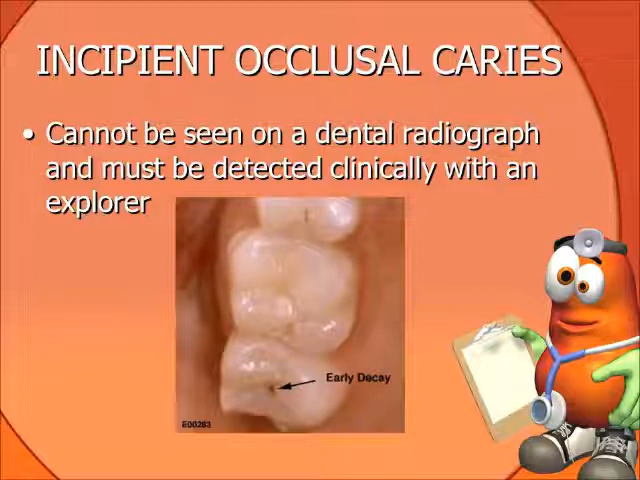 INCIPIENT OCCLUSAL CARIES
• Cannot be seen on a dental radiograph
and must be detected clinically with an
explorer
Early Decay
E00283